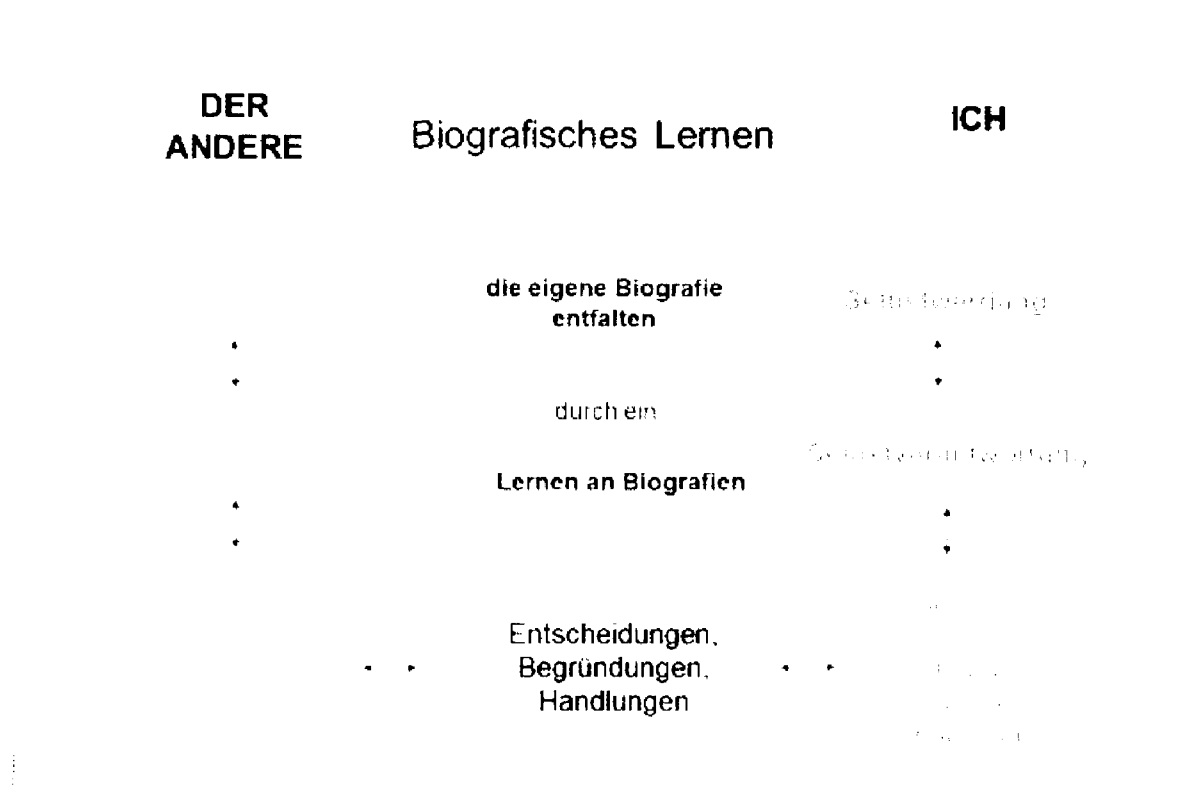 DER
ANDERE
Biografisches Lernen
ICH
die eigene Biografie
entfalten
durch ein
Lernen an Biografien
Entscheidungen,
Begründungen,
Handlungen